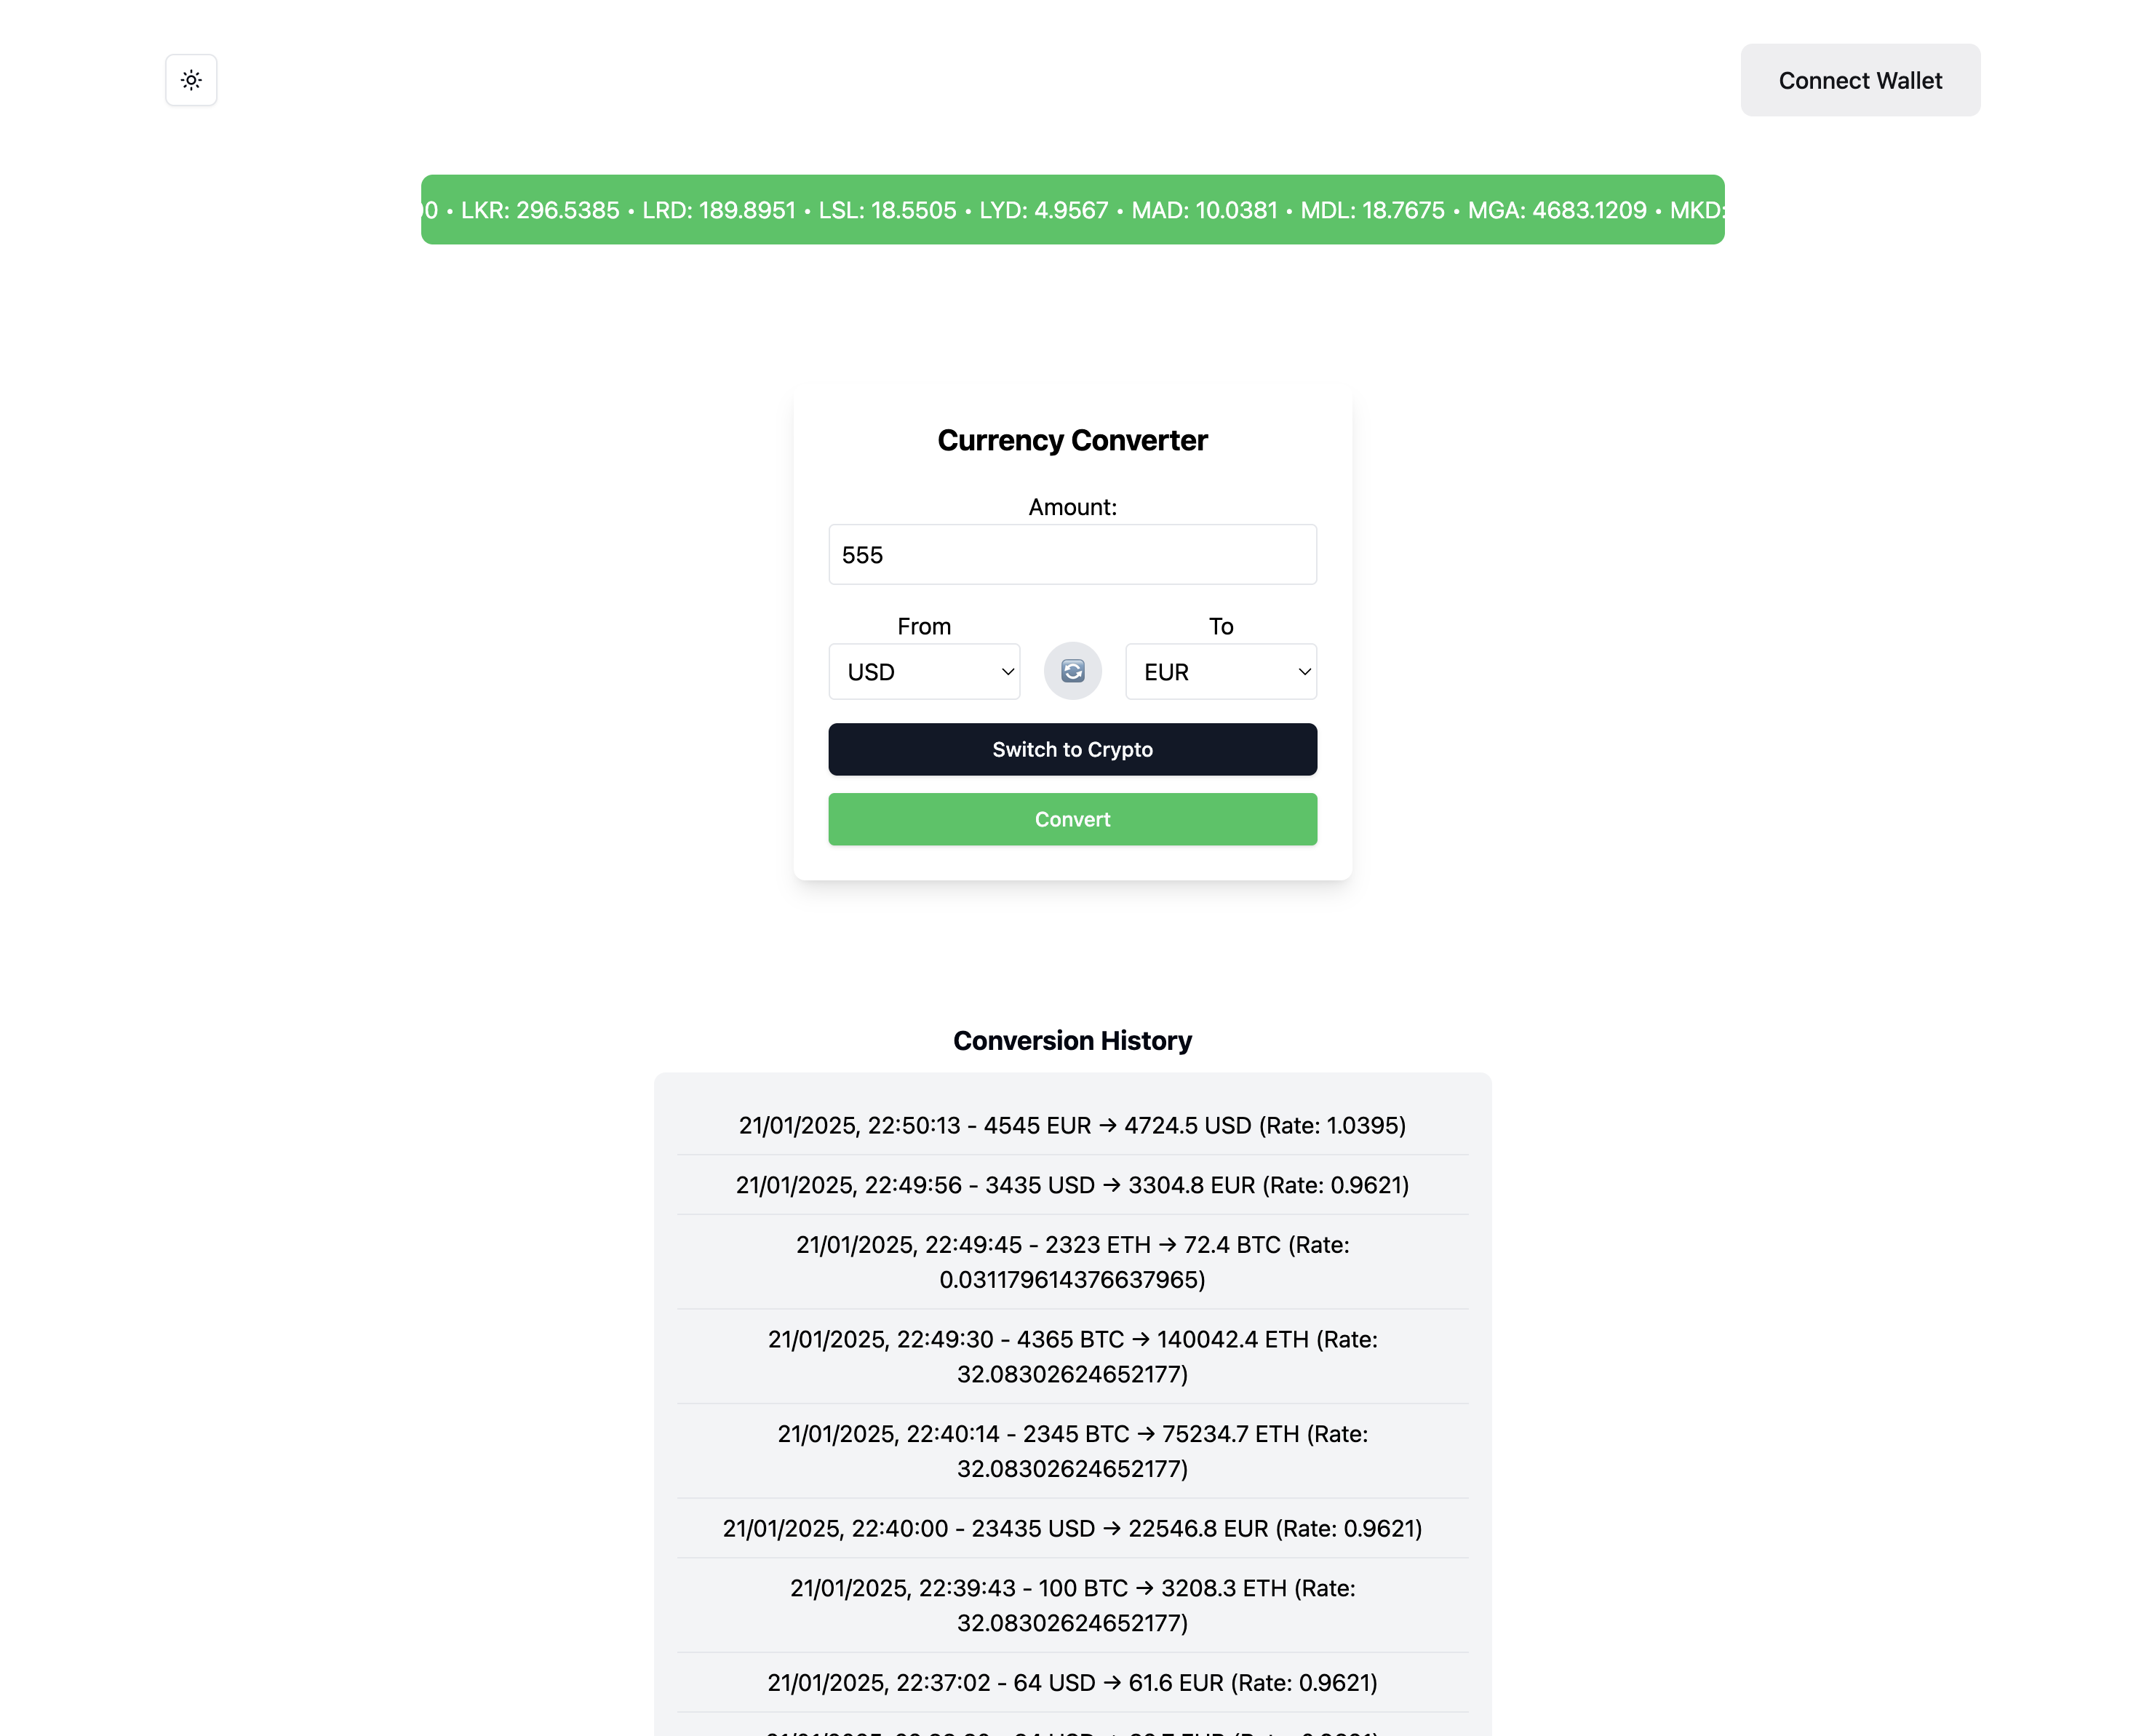 Connect Wallet
0 • LKR: 296.5385 • LRD: 189.8951 • LSL: 18.5505 • LYD: 4.9567 • MAD: 10.0381 • MDL: 18.7675 • MGA: 4683.1209 • MKD:
Currency Converter
Amount:
555
From To
USD EUR
Switch to Crypto
Convert
Conversion History
21/01/2025, 22:50:13 - 4545 EUR → 4724.5 USD (Rate: 1.0395)
21/01/2025, 22:49:56 - 3435 USD → 3304.8 EUR (Rate: 0.9621)
21/01/2025, 22:49:45 - 2323 ETH → 72.4 BTC (Rate:
0.031179614376637965)
21/01/2025, 22:49:30 - 4365 BTC → 140042.4 ETH (Rate:
32.08302624652177)
21/01/2025, 22:40:14 - 2345 BTC → 75234.7 ETH (Rate:
32.08302624652177)
21/01/2025, 22:40:00 - 23435 USD → 22546.8 EUR (Rate: 0.9621)
21/01/2025, 22:39:43 - 100 BTC → 3208.3 ETH (Rate:
32.08302624652177)
21/01/2025, 22:37:02 - 64 USD → 61.6 EUR (Rate: 0.9621)